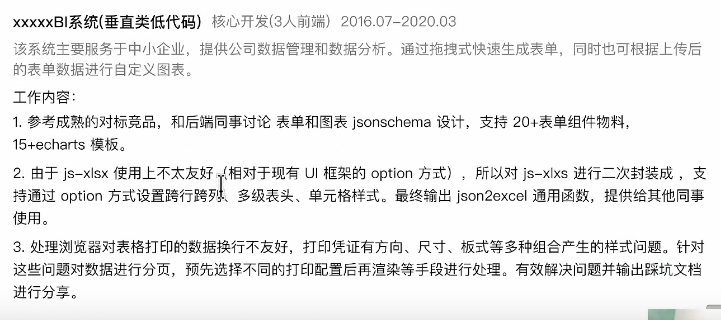 xxxxxBI系统(垂直类低代码) 核心开发(3人前端) 2016.07-2020.03
该系统主要服务于中小企业，提供公司数据管理和数据分析。通过拖拽式快速生成表单，同时也可根据上传后
的表单数据进行自定义图表。
工作内容：
1. 参考成熟的对标竞品，和后端同事讨论 表单和图表 jsonschema 设计，支持 20+表单组件物料，
15+echarts 模板。
2. 由于 js-xlsx 使用上不太友好（相对于现有 UI 框架的 option 方式），所以对 js-xlxs 进行二次封装成 ，支
持通过 option 方式设置跨行跨列、多级表头、单元格样式。最终输出 json2excel 通用函数，提供给其他同事
使用。
3. 处理浏览器对表格打印的数据换行不友好，打印凭证有方向、尺寸、板式等多种组合产生的样式问题。针对
这些问题对数据进行分页，预先选择不同的打印配置后再渲染等手段进行处理。有效解决问题并输出踩坑文档
进行分享。